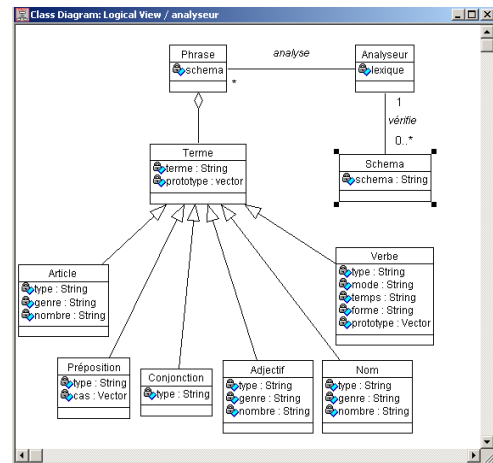 Class Diagram: Logical View / analyseur
Phrase
schema
*
analyse
Analyseur
lexique
1
vérifie
0..*
Schema
schema : String
Terme
terme : String
prototype : vector
Article
type : String
genre : String
nombre : String
Préposition
type : String
cas : Vector
Conjonction
type : String
Adjectif
type : String
genre : String
nombre : String
Nom
type : String
genre : String
nombre : String
Verbe
type : String
mode : String
temps : String
forme : String
prototype : Vector